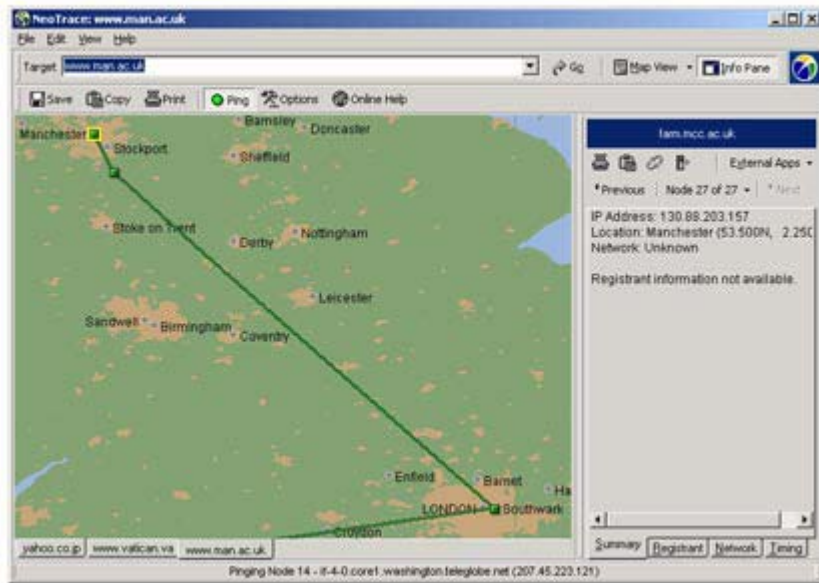 NeoTrace: www.man.ac.uk
File Edit View Help
Target www.man.ac.uk Go Map View Info Pane
Save Copy Print Ping Options Online Help
Manchester
Stockport
Barnsley
Doncaster
Sheffield
Stoke on Trent
Derby
Nottingham
Leicester
Sandwell
Birmingham
Coventry
Enfield
Barnet
Ha
LONDON
Southwark
Croydon
yahoo.co.jp www.vatican.va www.man.ac.uk
fam.mcc.ac.uk
External Apps
Previous Node 27 of 27 Next
IP Address: 130.88.203.157
Location: Manchester (53.500N, 2.250
Network: Unknown
Registrant information not available.
Summary Registrant Network Timing
Pinging Node 14 - if-4-0.core1.washington.teleglobe.net (207.45.223.121)